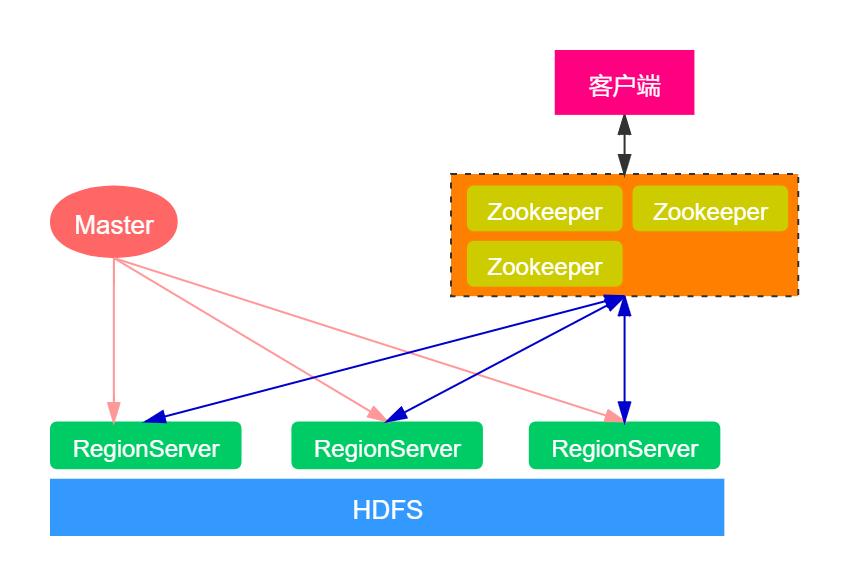 客户端
Master
Zookeeper
Zookeeper
Zookeeper
RegionServer
RegionServer
RegionServer
HDFS